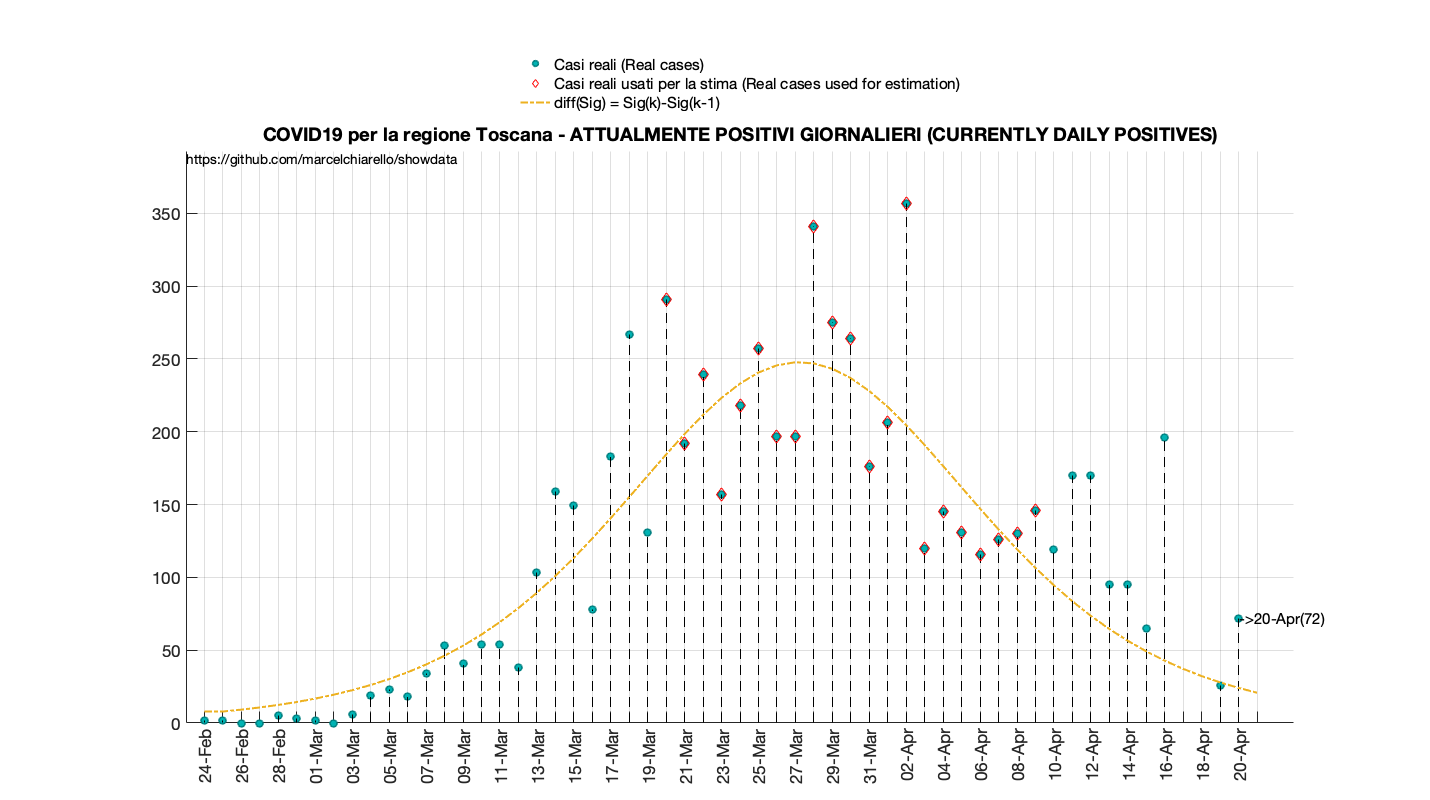 Casi reali (Real cases)
Casi reali usati per la stima (Real cases used for estimation)
diff(Sig) = Sig(k)-Sig(k-1)
COVID19 per la regione Toscana - ATTUALMENTE POSITIVI GIORNALIERI (CURRENTLY DAILY POSITIVES)
https://github.com/marcelchiarello/showdata
350
300
250
200
150
100
50
0
->20-Apr(72)
24-Feb
26-Feb
28-Feb
01-Mar
03-Mar
05-Mar
07-Mar
09-Mar
11-Mar
13-Mar
15-Mar
17-Mar
19-Mar
21-Mar
23-Mar
25-Mar
27-Mar
29-Mar
31-Mar
02-Apr
04-Apr
06-Apr
08-Apr
10-Apr
12-Apr
14-Apr
16-Apr
18-Apr
20-Apr